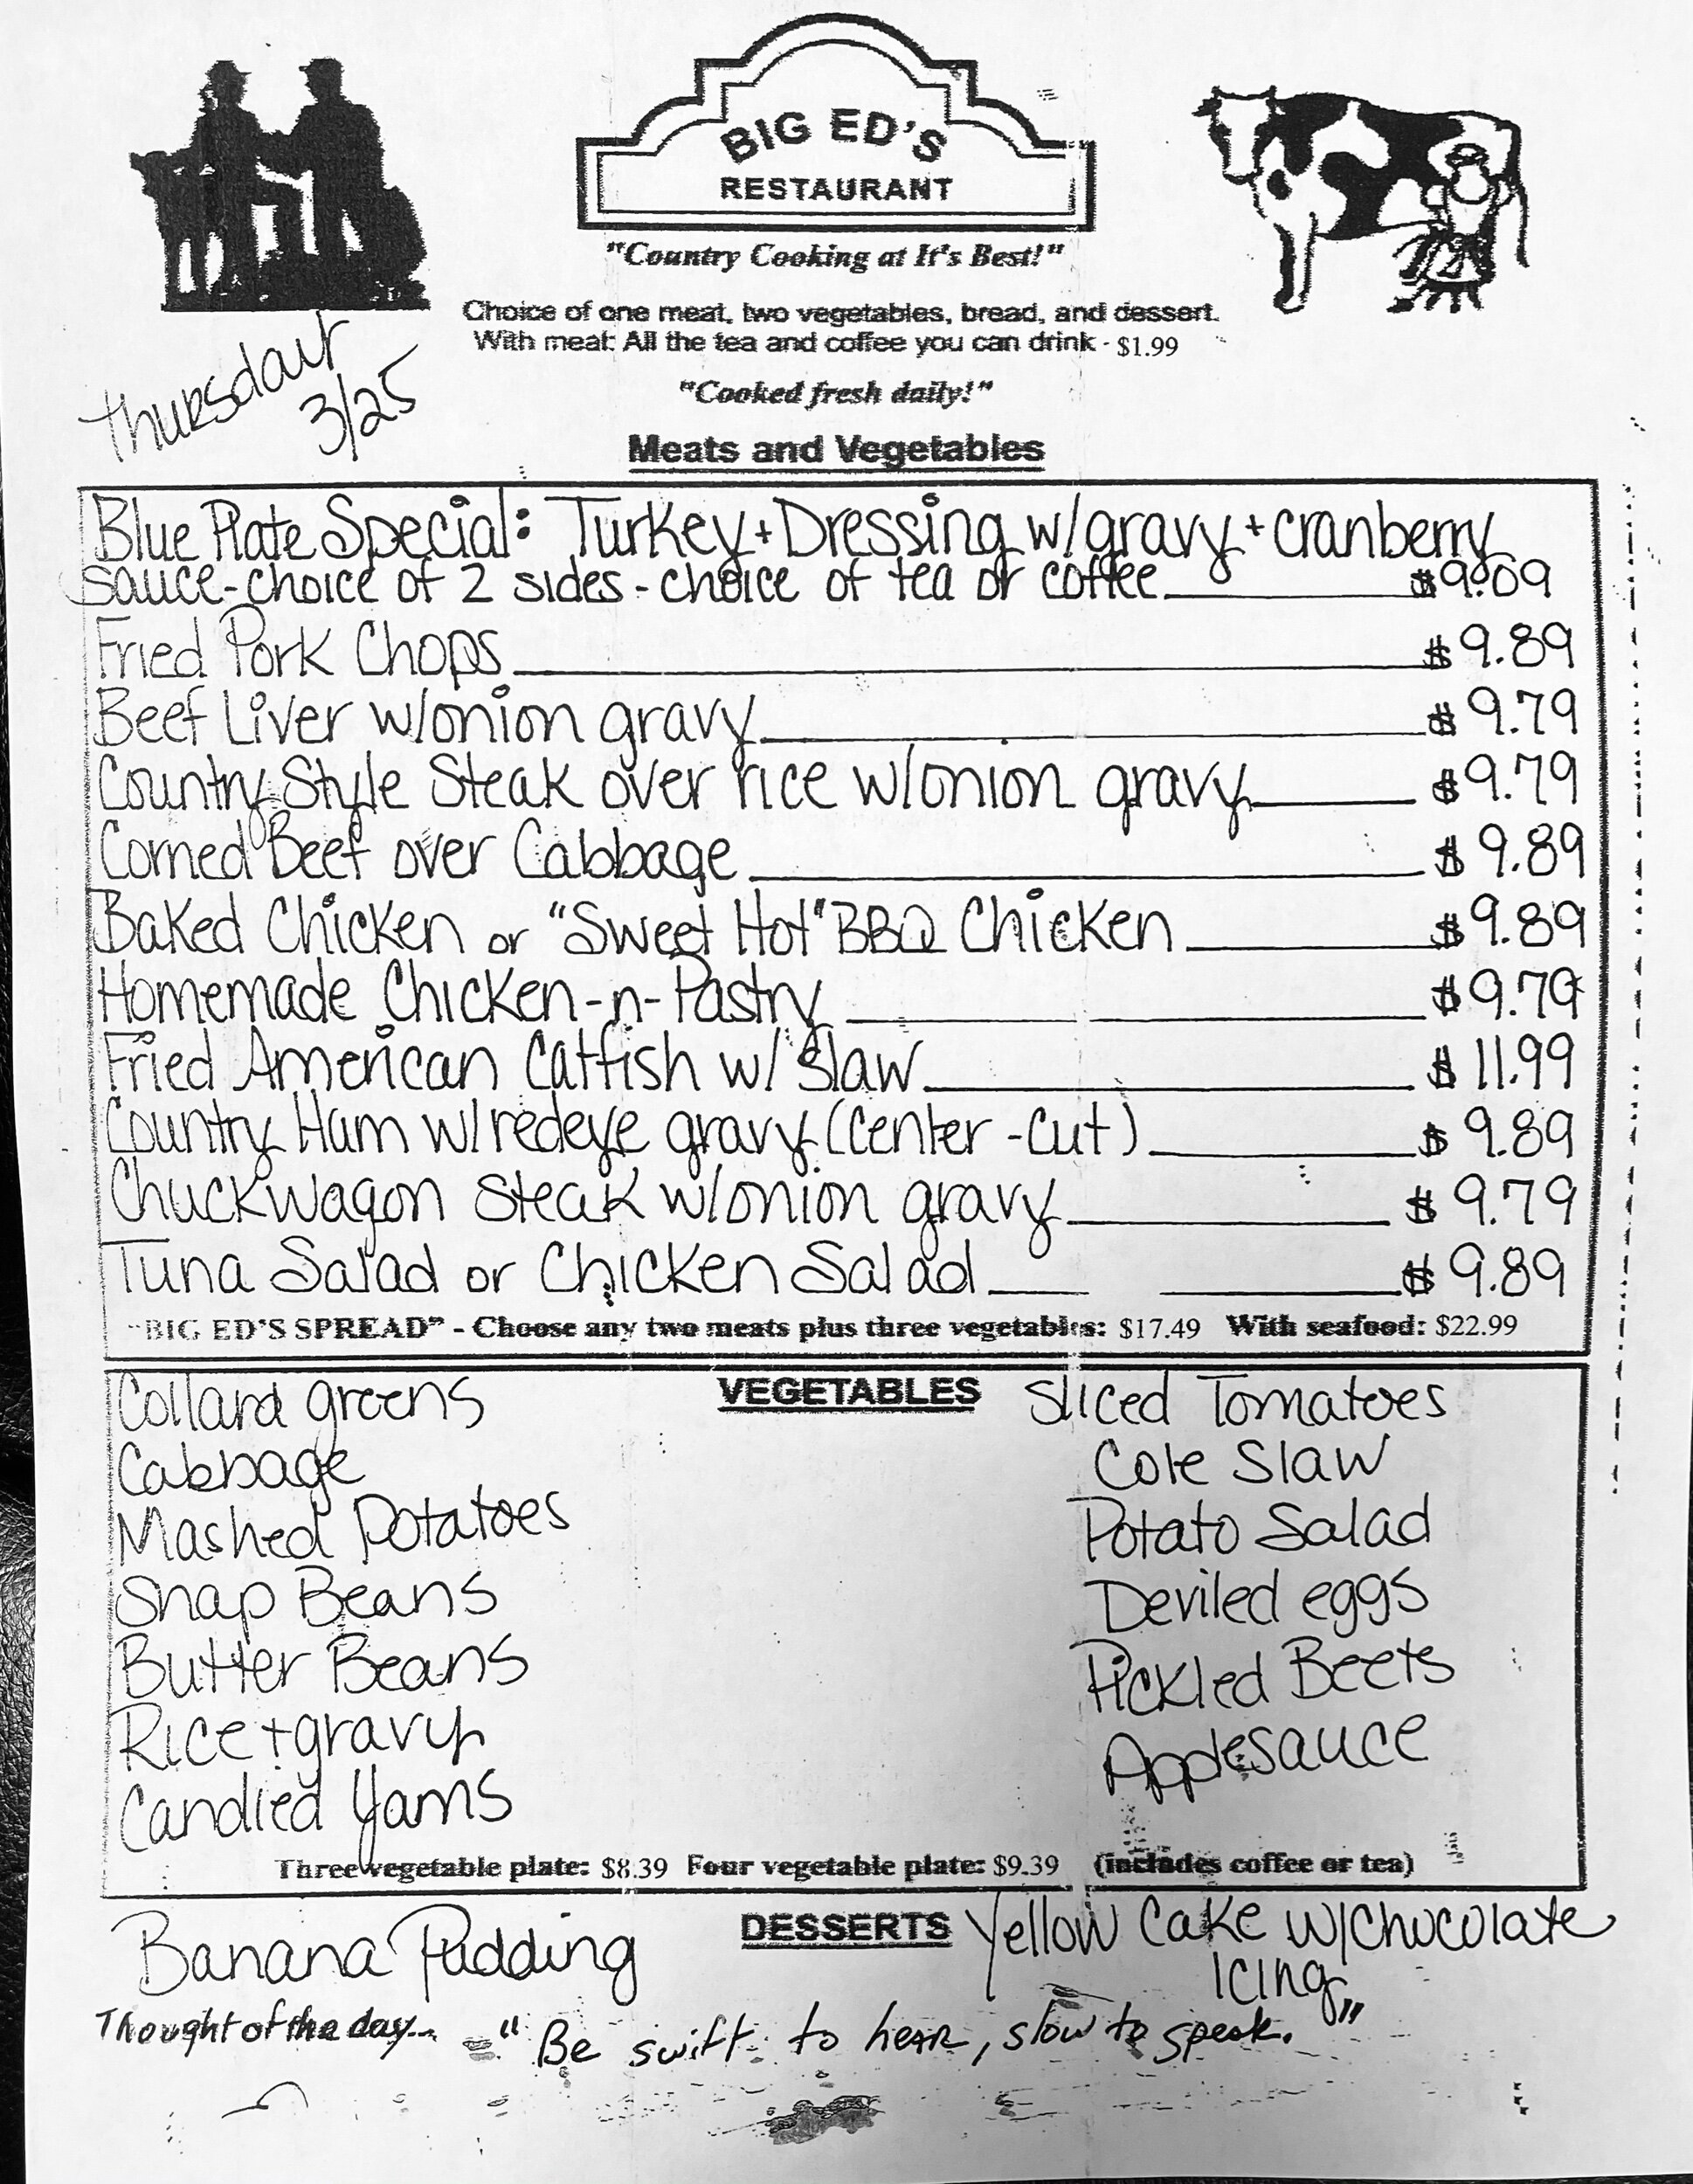 BIG ED'S
RESTAURANT
"Country Cooking at It's Best!"
Choice of one meat, two vegetables, bread, and dessert.
With meal: All the tea and coffee you can drink - $1.99
"Cooked fresh daily!"
Thursday
3/25
Meats and Vegetables
Blue Plate Special: Turkey + Dressing w/gravy + cranberry
sauce - choice of 2 sides - choice of tea or coffee $9.09
Fried Pork Chops $9.89
Beef Liver w/onion gravy $9.79
Country Style Steak over rice w/onion gravy $9.79
Corned Beef over Cabbage $9.89
Baked Chicken or "Sweet Hot" BBQ Chicken $9.89
Homemade Chicken-n-Pastry $9.79
Fried American Catfish w/slaw $11.99
Country Ham w/redeye gravy (center-cut) $9.89
Chuckwagon Steak w/onion gravy $9.79
Tuna Salad or Chicken Salad $9.89
"BIG ED'S SPREAD" - Choose any two meats plus three vegetables: $17.49 With seafood: $22.99
VEGETABLES
Collard greens
Cabbage
Mashed Potatoes
Snap Beans
Butter Beans
Rice + gravy
Candied Yams
Sliced Tomatoes
Cole Slaw
Potato Salad
Deviled eggs
Pickled Beets
Applesauce
Three vegetable plate: $8.39 Four vegetable plate: $9.39 (includes coffee or tea)
DESSERTS
Banana Pudding
Yellow Cake w/chocolate
Icing
Thought of the day... "Be swift to hear, slow to speak."